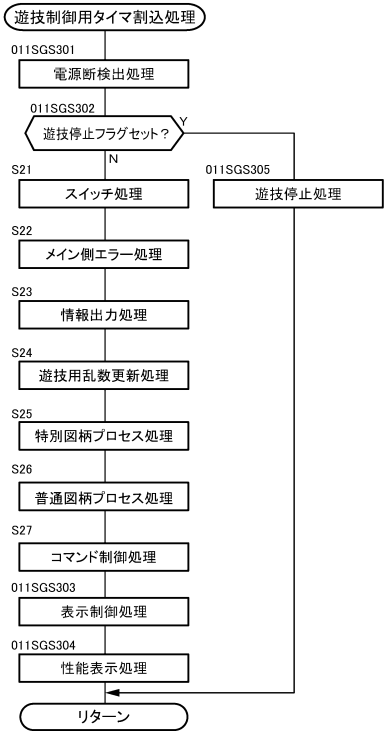 遊技制御用タイマ割込処理
011SGS301
電源断検出処理
011SGS302
遊技停止フラグセット？
Y
N
S21
スイッチ処理
011SGS305
遊技停止処理
S22
メイン側エラー処理
S23
情報出力処理
S24
遊技用乱数更新処理
S25
特別図柄プロセス処理
S26
普通図柄プロセス処理
S27
コマンド制御処理
011SGS303
表示制御処理
011SGS304
性能表示処理
リターン